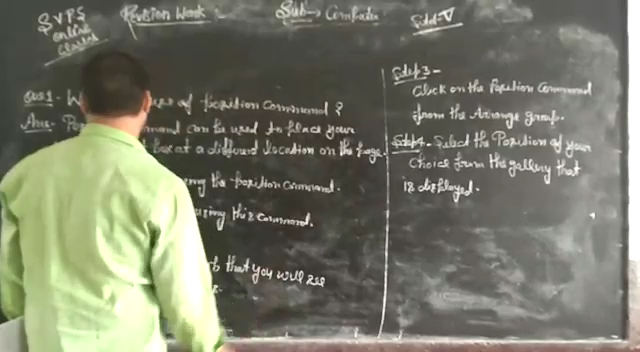 SVPS
online
classes
Revision Work :
Sub → Computer
Std - V
Ques1 - W of position Command ?
Ans - Po mand can be used to place your
t box at a different location on the page.
the position command.
using this command.
that you will see
Step 3 -
Click on the Position Command
from the Arrange group.
Step 4 - Select the Position of your
choice from the gallery that
is displayed.